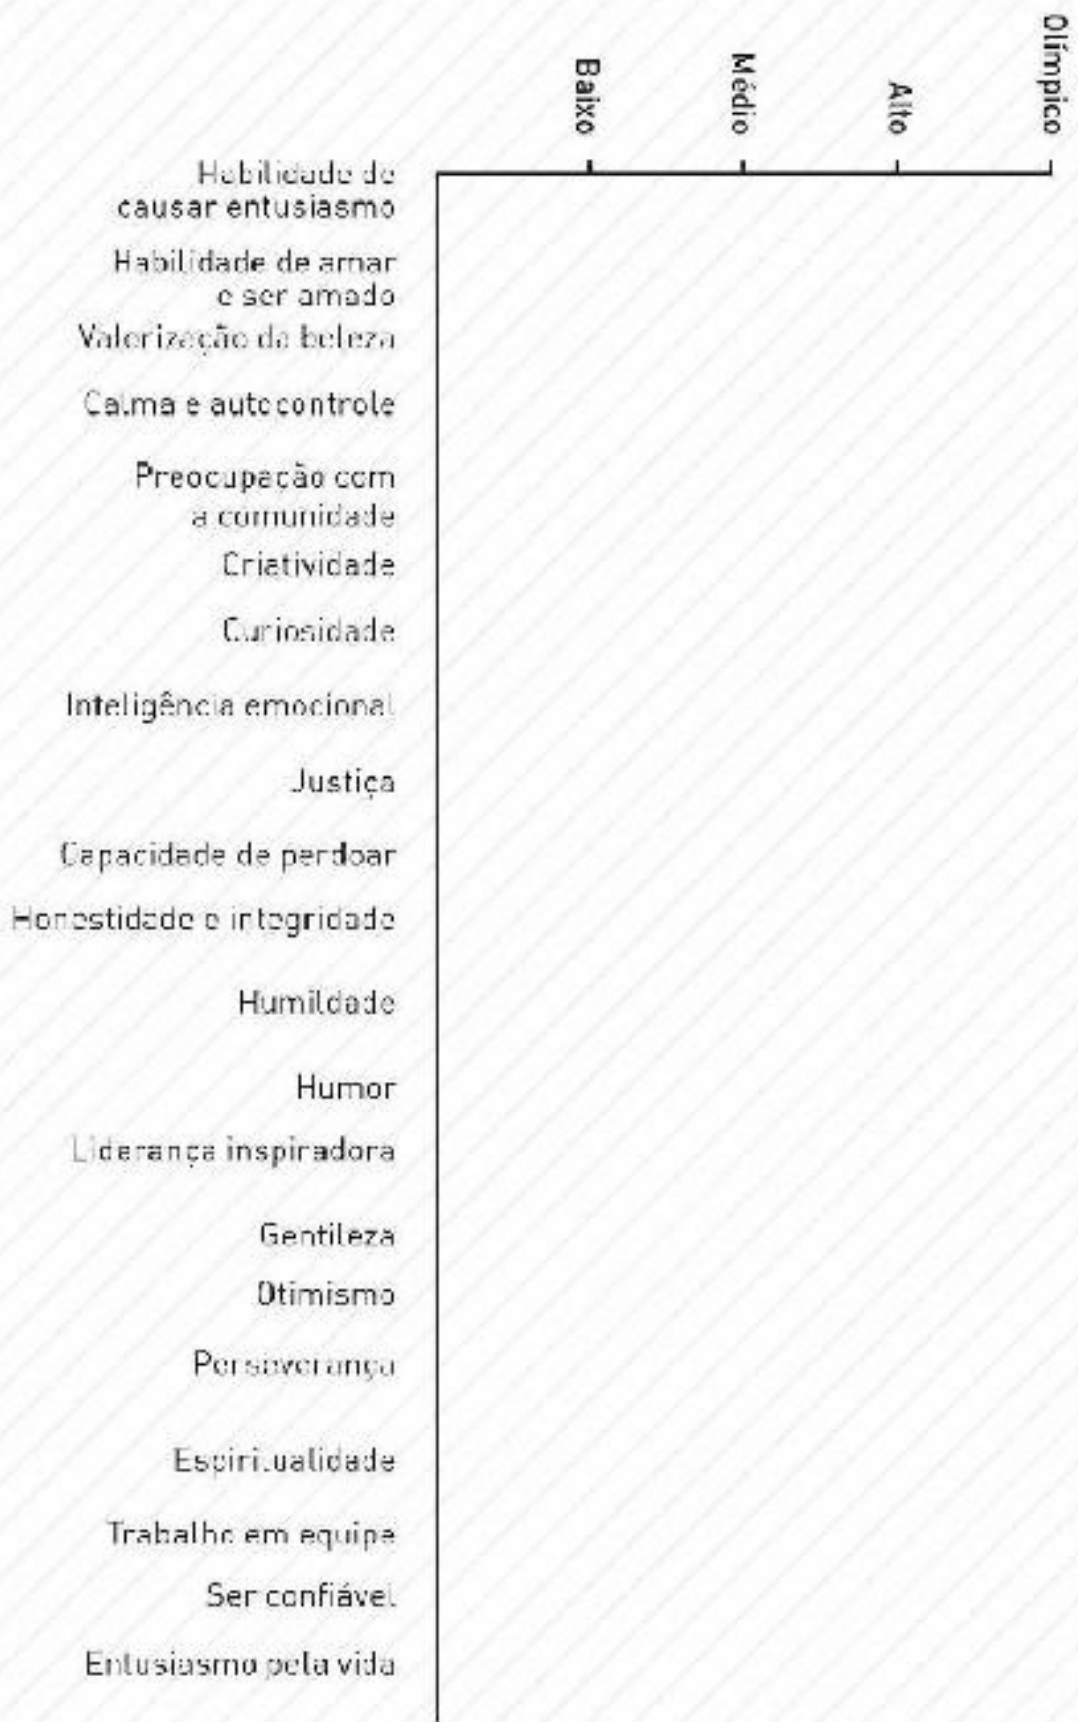 Baixo
Médio
Alto
Olímpico
Habilidade de
causar entusiasmo
Habilidade de amar
e ser amado
Valorização da beleza
Calma e autocontrole
Preocupação com
a comunidade
Criatividade
Curiosidade
Inteligência emocional
Justiça
Capacidade de perdoar
Honestidade e integridade
Humildade
Humor
Liderança inspiradora
Gentileza
Otimismo
Perseverança
Espiritualidade
Trabalho em equipe
Ser confiável
Entusiasmo pela vida